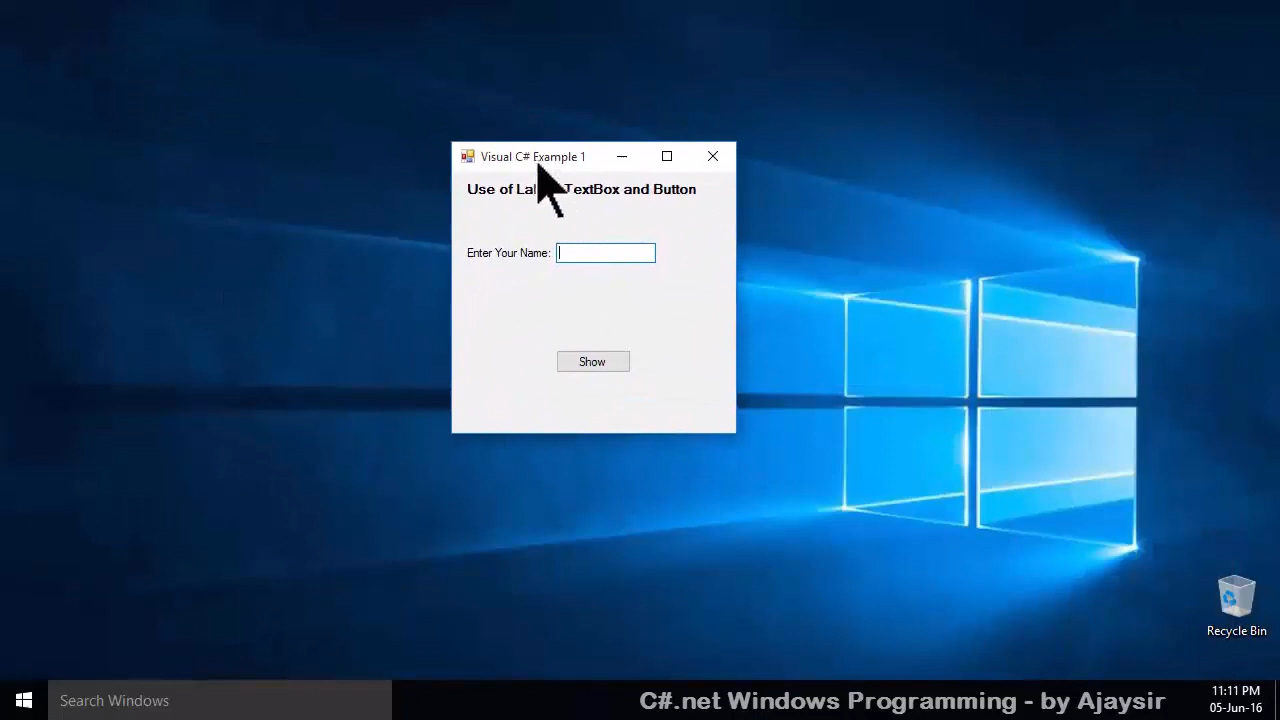 Visual C# Example 1
Use of TextBox and Button
Enter Your Name:
Show
Recycle Bin
Search Windows
C#.net Windows Programming - by Ajaysir
11:11 PM
05-Jun-16